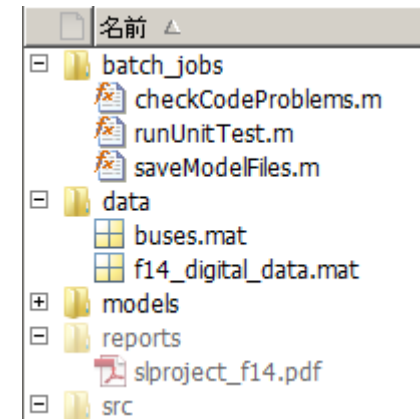 名前
batch_jobs
checkCodeProblems.m
runUnitTest.m
saveModelFiles.m
data
buses.mat
f14_digital_data.mat
models
reports
slproject_f14.pdf
src